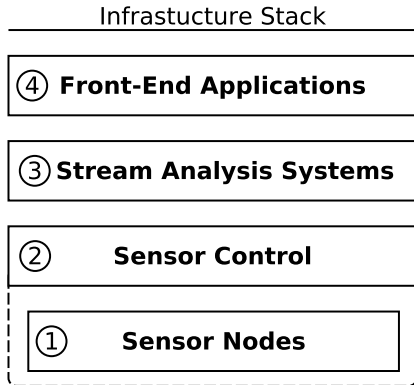 Infrastucture Stack
④ Front-End Applications
③ Stream Analysis Systems
② Sensor Control
① Sensor Nodes